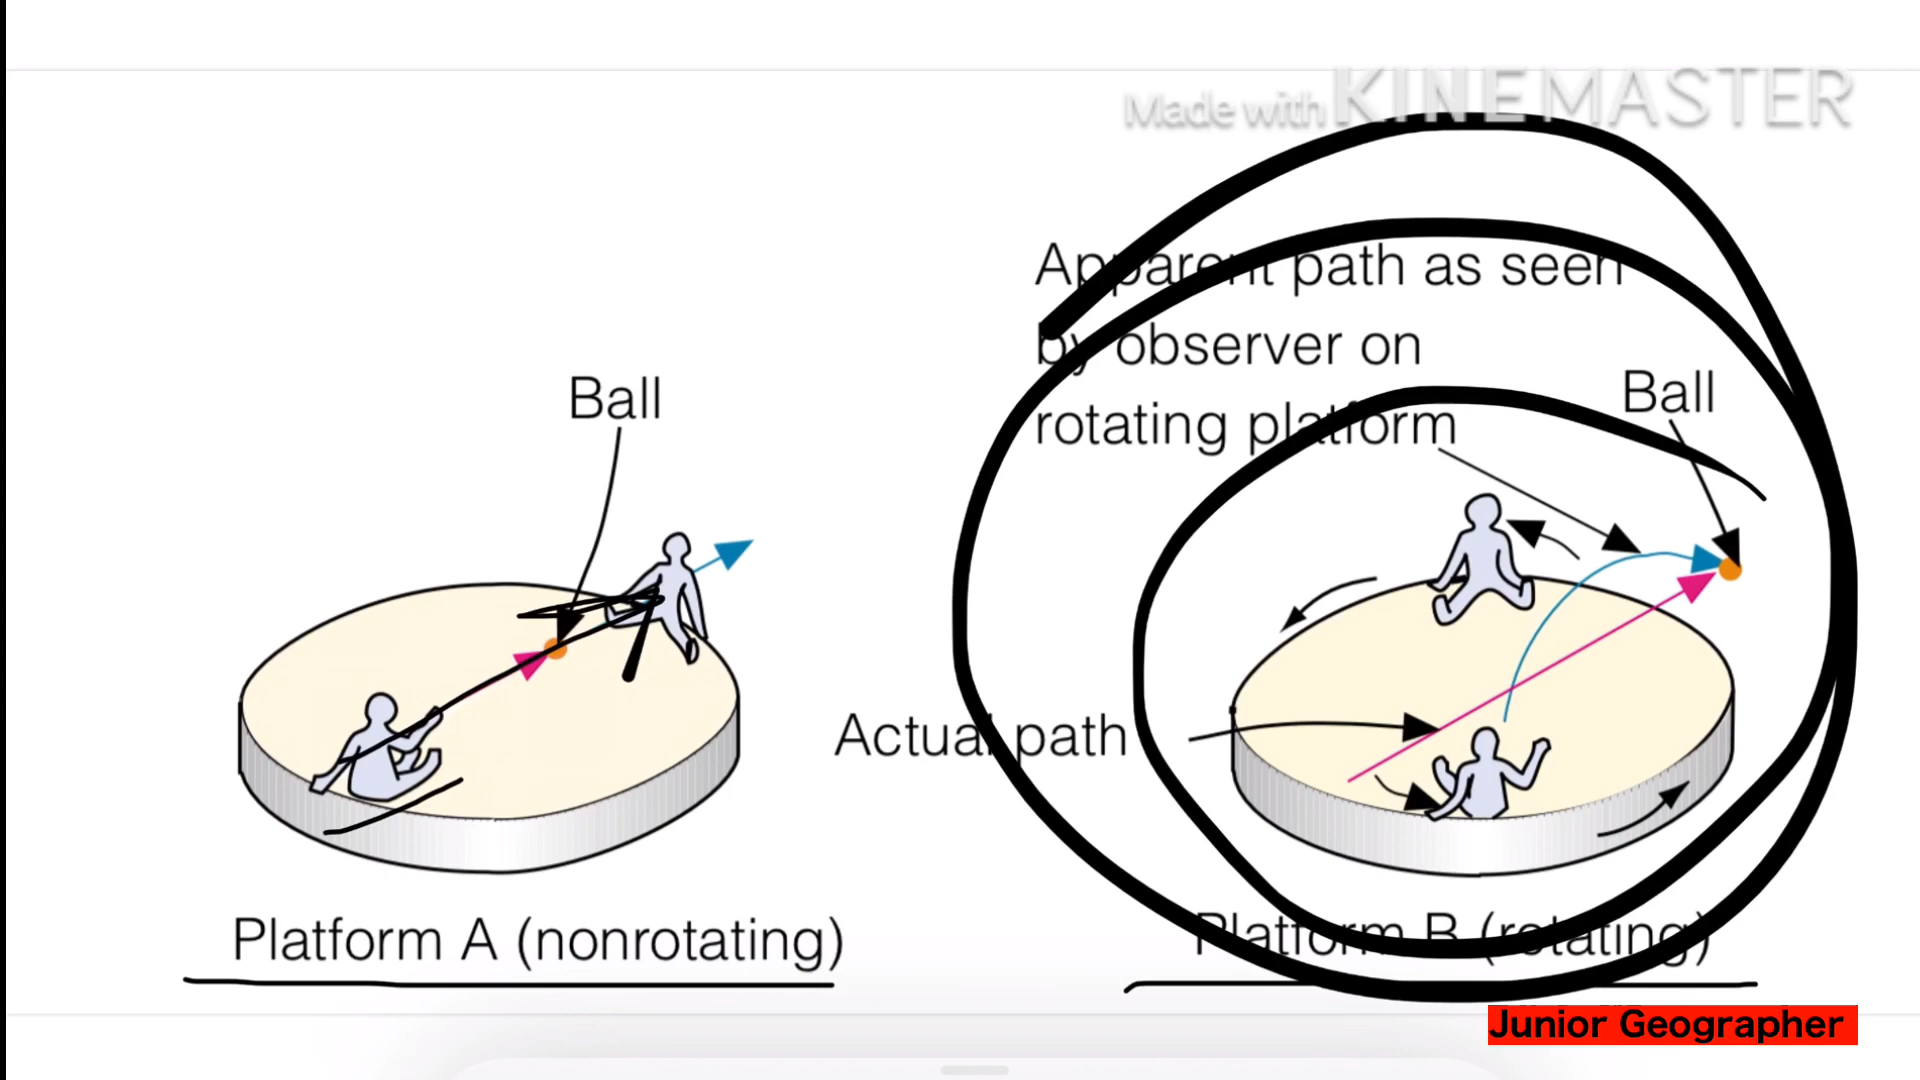 Made with KINEMASTER
Apparent path as seen
by observer on
rotating platform
Ball
Ball
Actual path
Platform A (nonrotating)
Platform B (rotating)
Junior Geographer